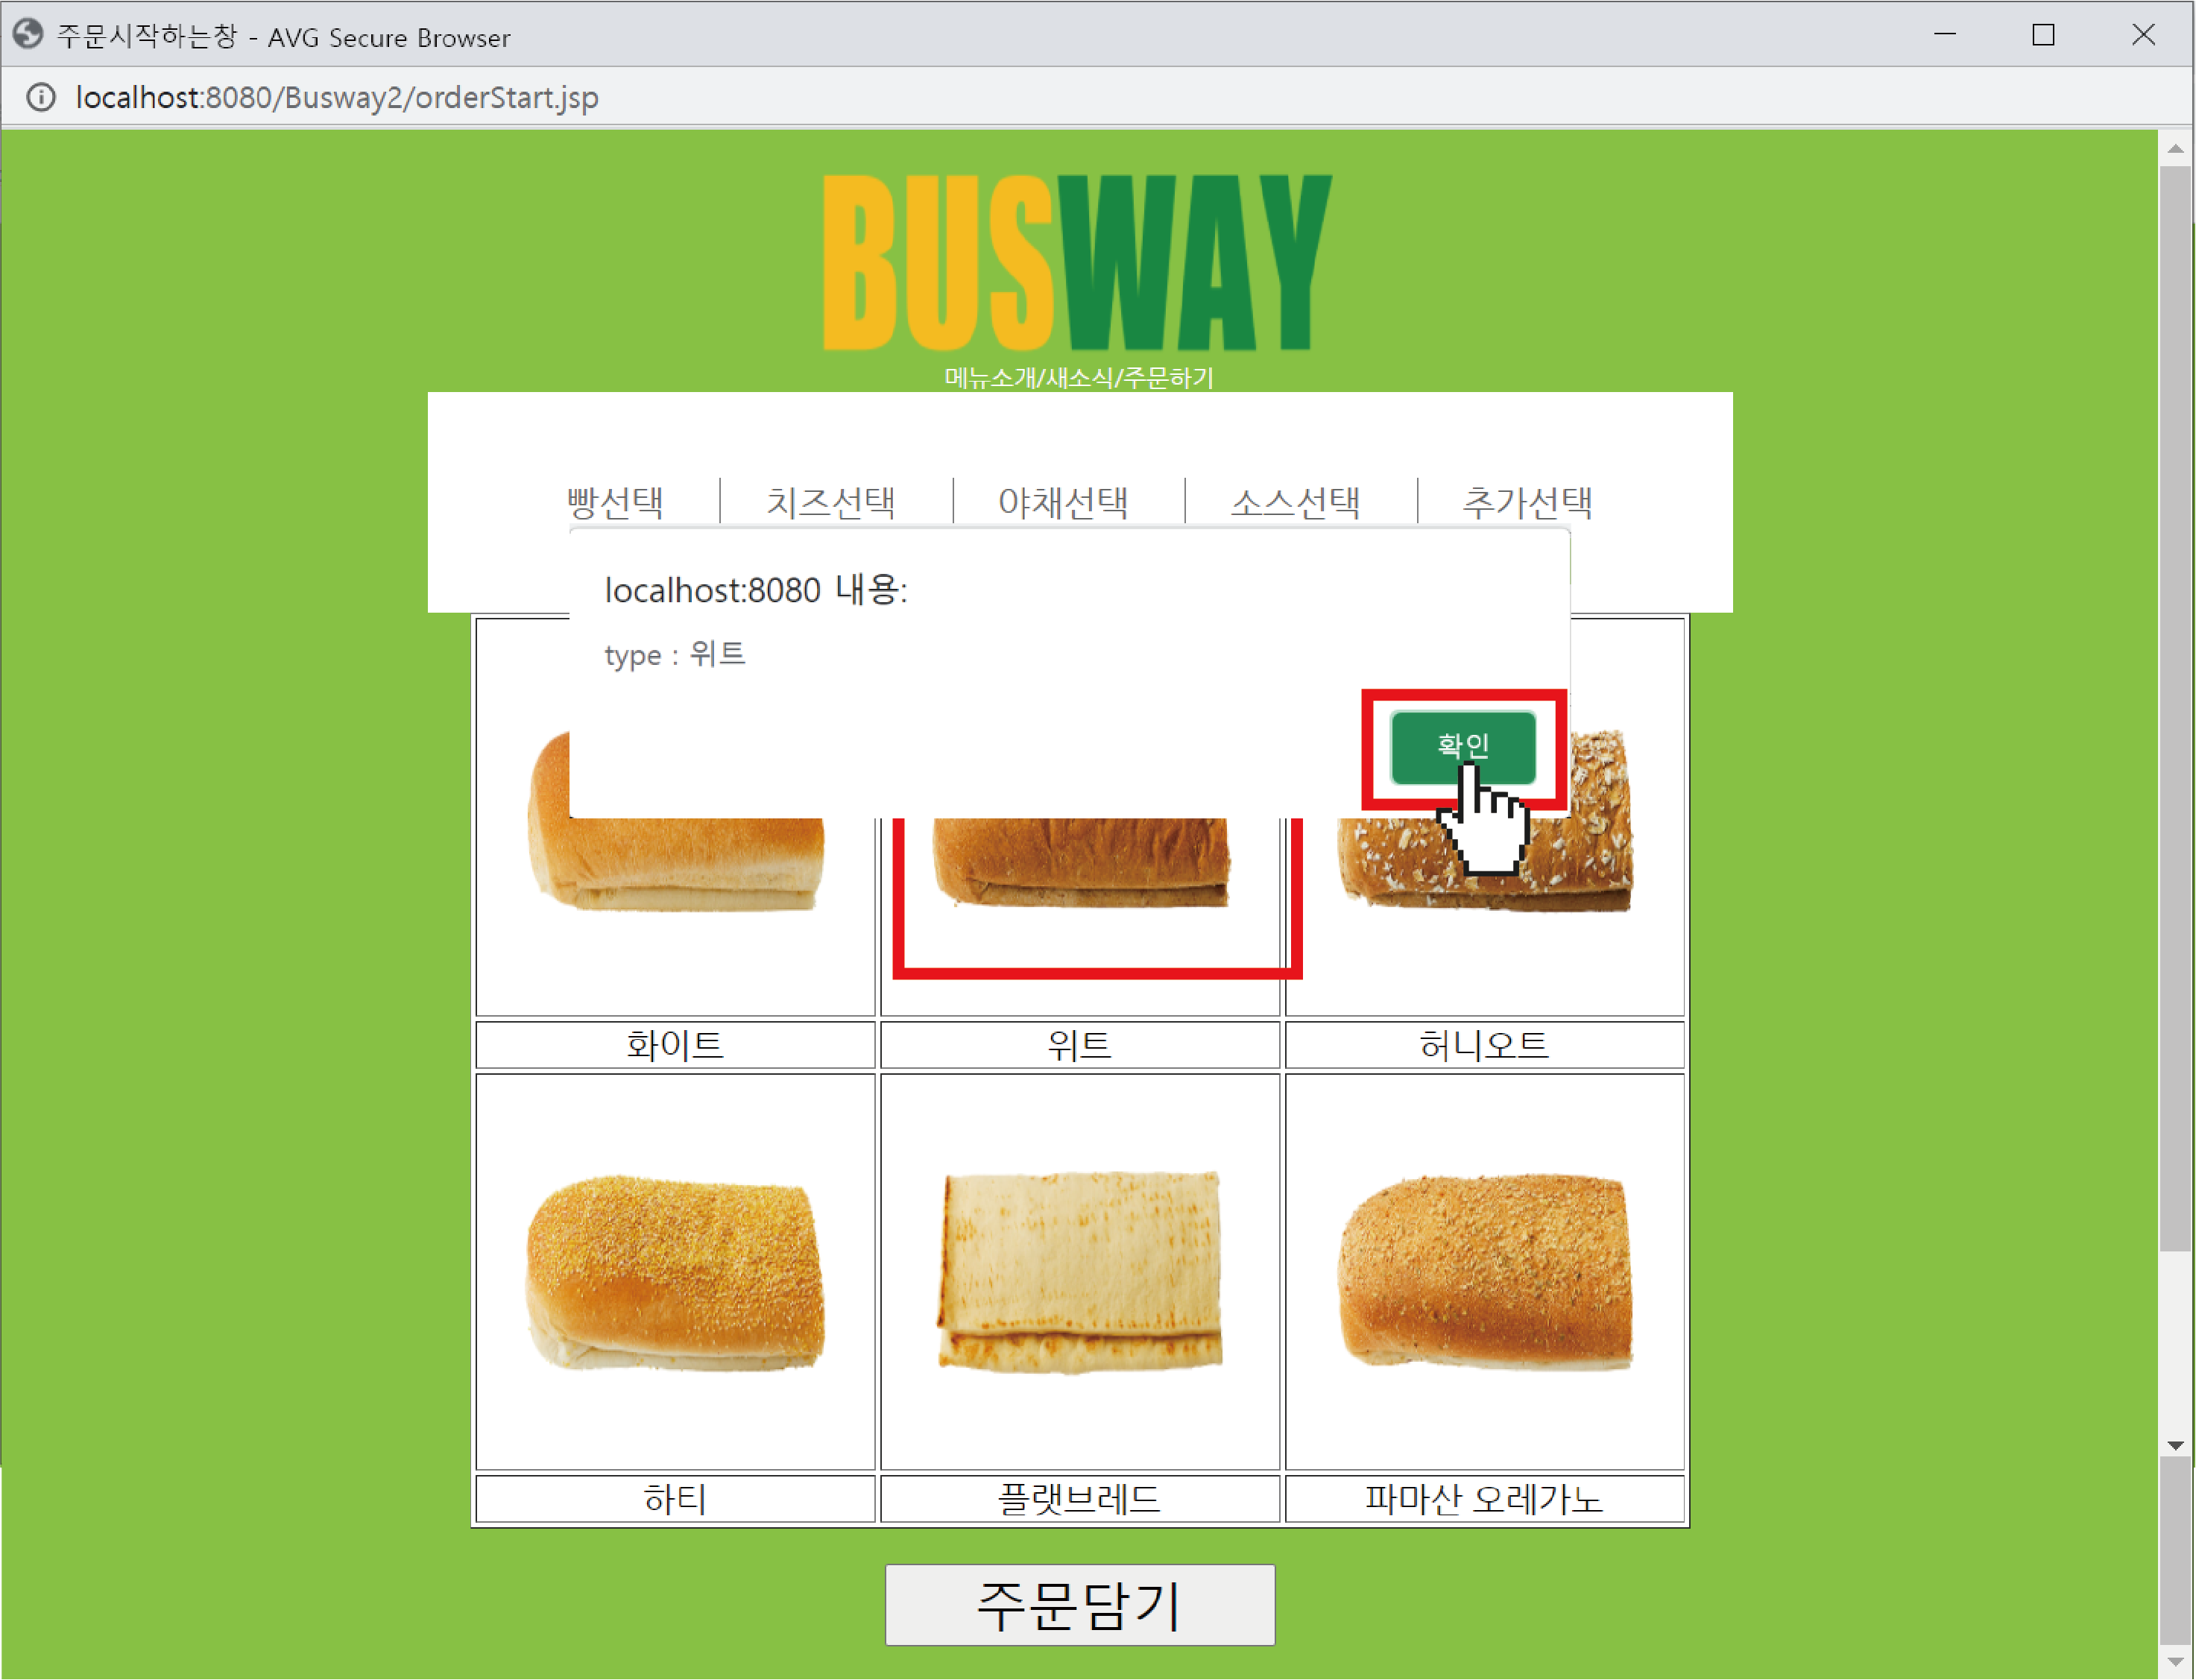 주문시작하는창 - AVG Secure Browser
localhost:8080/Busway2/orderStart.jsp
BUSWAY
메뉴소개/새소식/주문하기
빵선택 치즈선택 야채선택 소스선택 추가선택
localhost:8080 내용:
type : 위트
확인
화이트 위트 허니오트
하티 플랫브레드 파마산 오레가노
주문담기